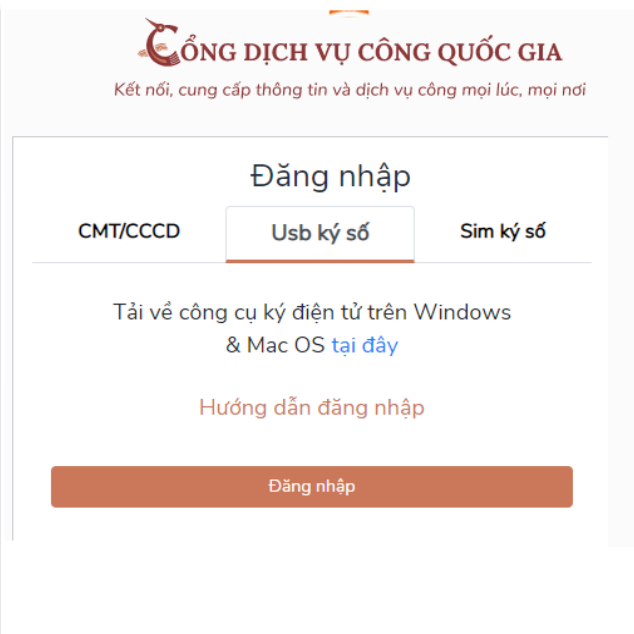 CỔNG DỊCH VỤ CÔNG QUỐC GIA
Kết nối, cung cấp thông tin và dịch vụ công mọi lúc, mọi nơi
Đăng nhập
CMT/CCCD
Usb ký số
Sim ký số
Tải về công cụ ký điện tử trên Windows
& Mac OS tại đây
Hướng dẫn đăng nhập
Đăng nhập